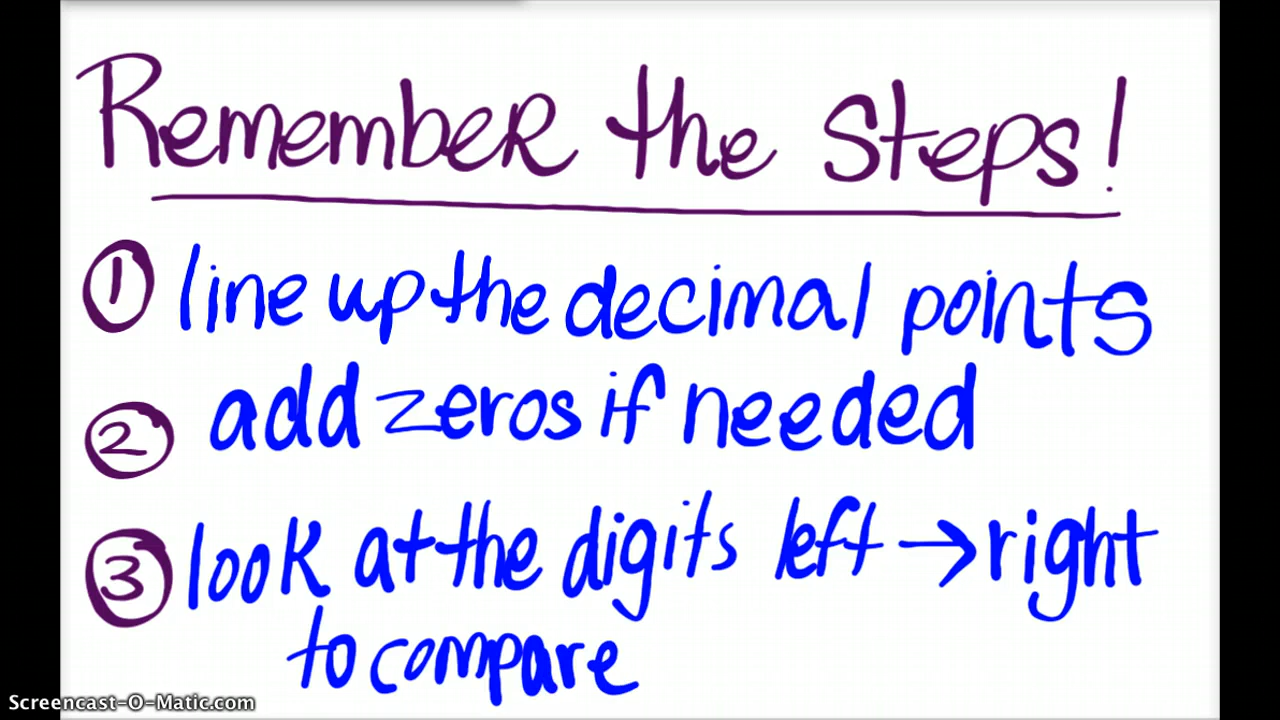 Remember the Steps!
1 line up the decimal points
2 add zeros if needed
3 look at the digits left → right
to compare
Screencast-O-Matic.com